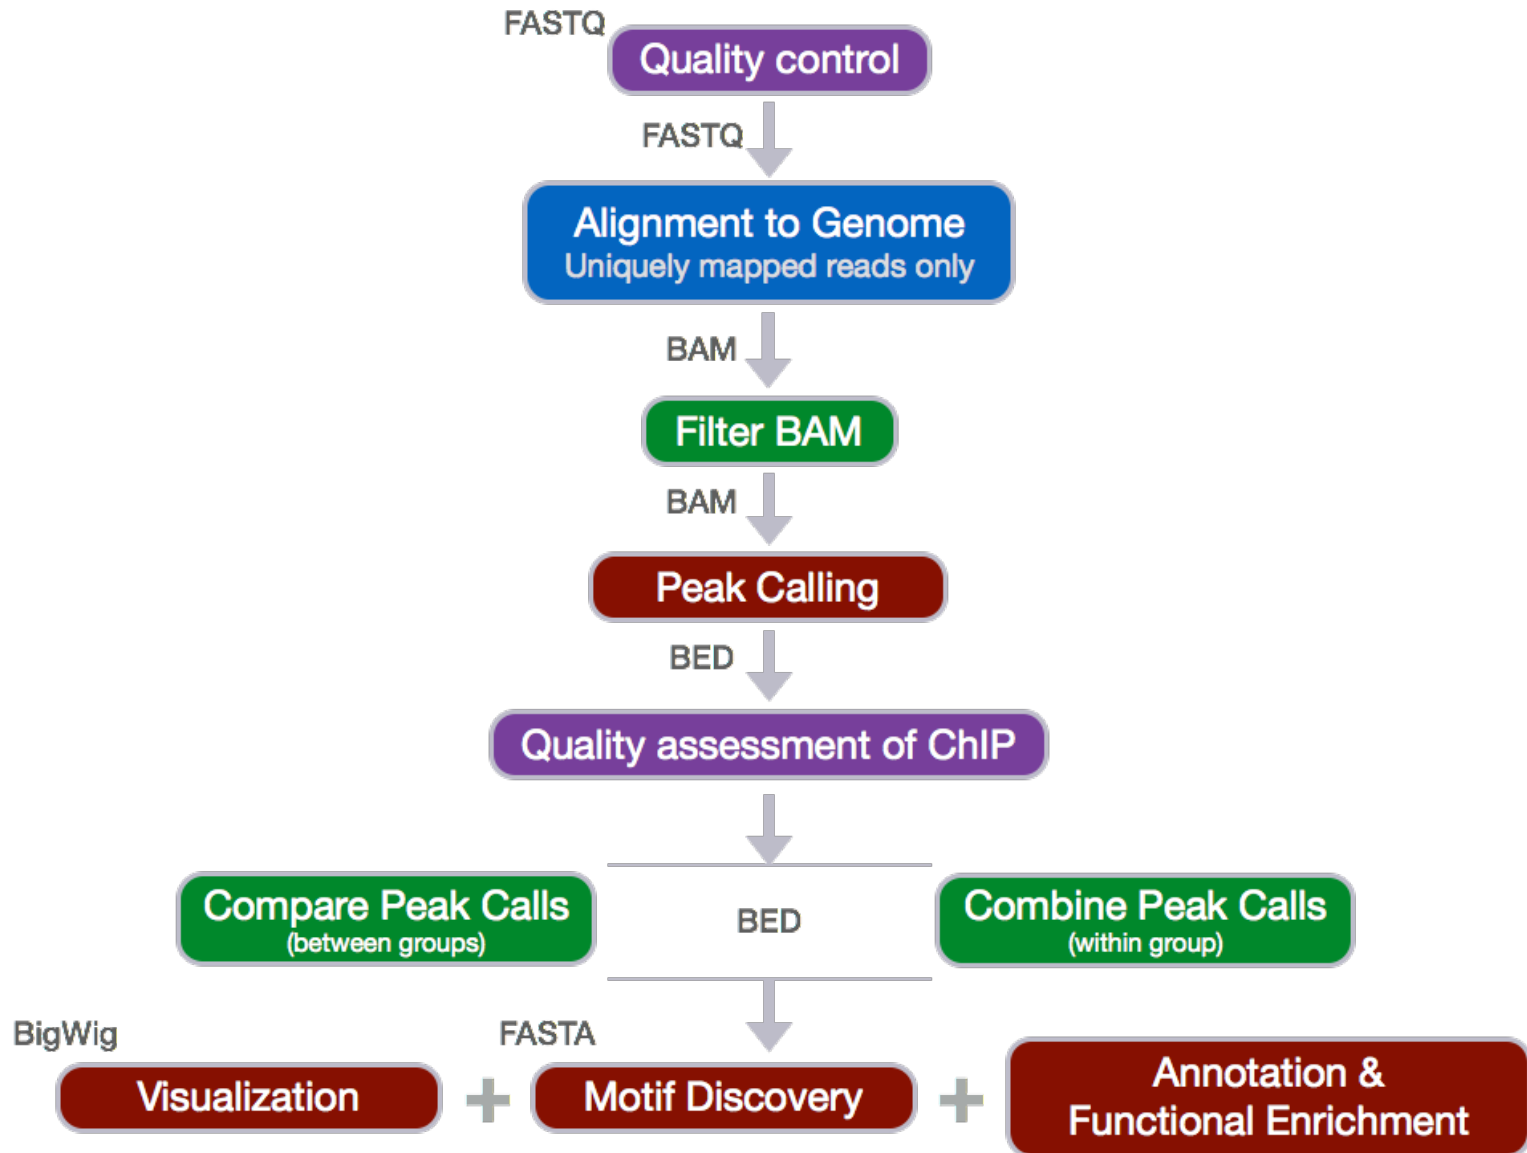 FASTQ
Quality control
FASTQ
Alignment to Genome
Uniquely mapped reads only
BAM
Filter BAM
BAM
Peak Calling
BED
Quality assessment of ChIP
Compare Peak Calls
(between groups)
BED
Combine Peak Calls
(within group)
BigWig
Visualization
+
FASTA
Motif Discovery
+
Annotation &
Functional Enrichment